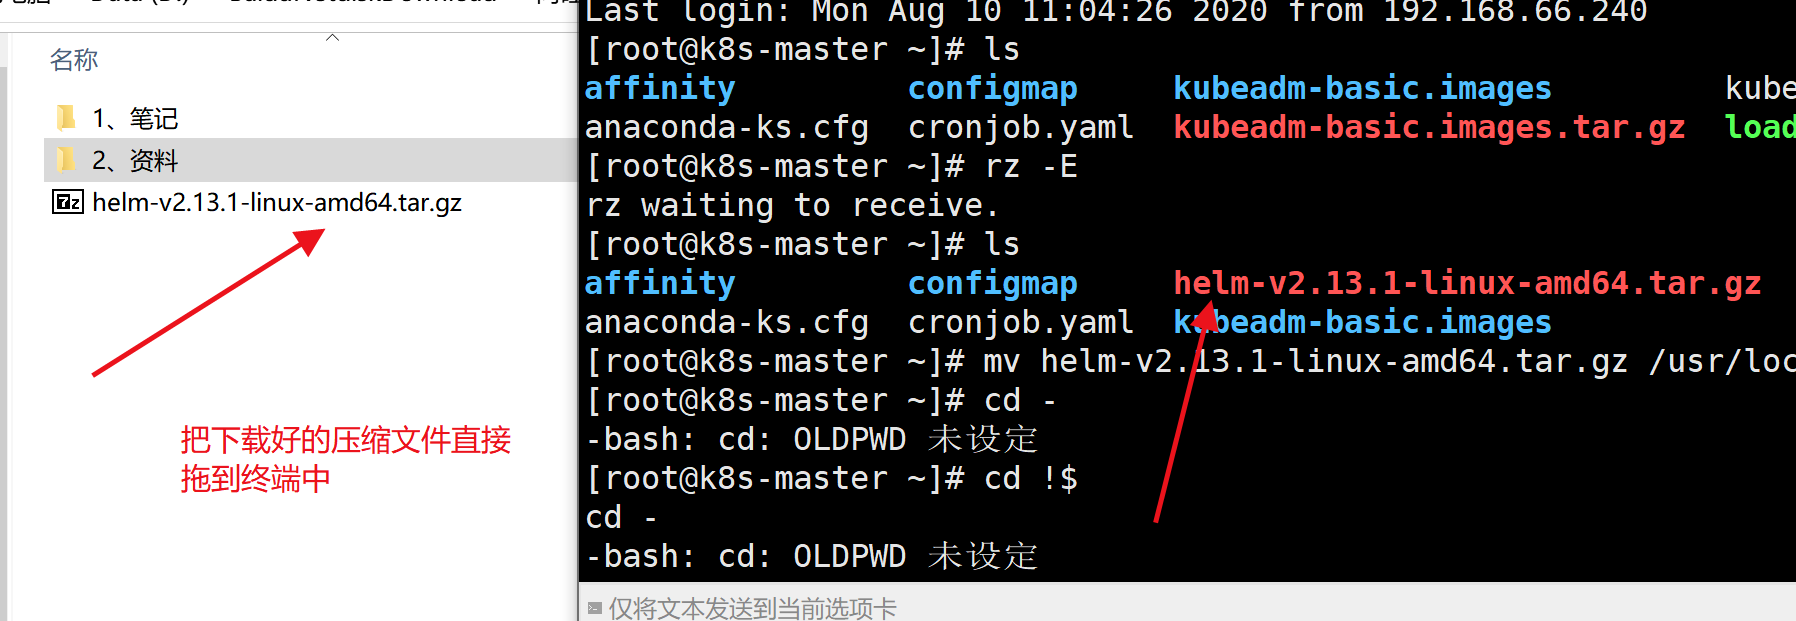 名称
1、笔记
2、资料
helm-v2.13.1-linux-amd64.tar.gz
把下载好的压缩文件直接
拖到终端中
Last login: Mon Aug 10 11:04:26 2020 from 192.168.66.240
[root@k8s-master ~]# ls
affinity configmap kubeadm-basic.images kube
anaconda-ks.cfg cronjob.yaml kubeadm-basic.images.tar.gz load
[root@k8s-master ~]# rz -E
rz waiting to receive.
[root@k8s-master ~]# ls
affinity configmap helm-v2.13.1-linux-amd64.tar.gz
anaconda-ks.cfg cronjob.yaml kubeadm-basic.images
[root@k8s-master ~]# mv helm-v2.13.1-linux-amd64.tar.gz /usr/loc
[root@k8s-master ~]# cd -
-bash: cd: OLDPWD 未设定
[root@k8s-master ~]# cd !$
cd -
-bash: cd: OLDPWD 未设定
仅将文本发送到当前选项卡